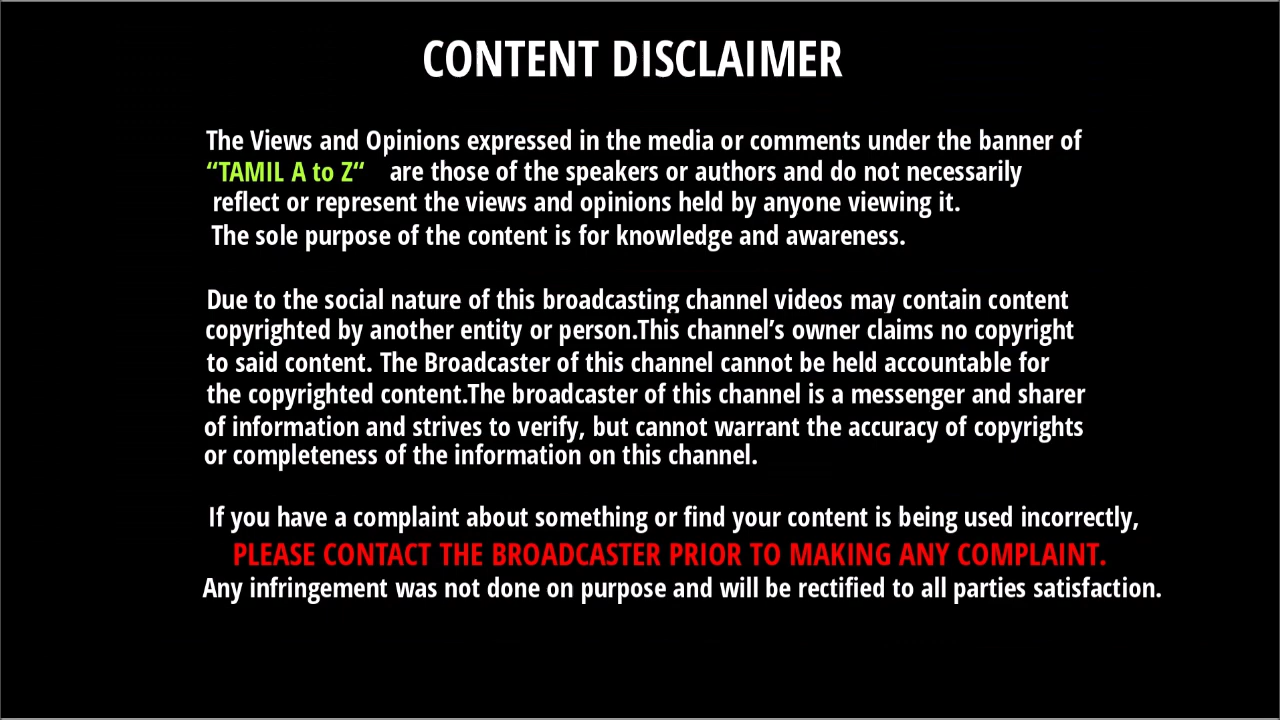 CONTENT DISCLAIMER
The Views and Opinions expressed in the media or comments under the banner of
“TAMIL A to Z“ are those of the speakers or authors and do not necessarily
reflect or represent the views and opinions held by anyone viewing it.
The sole purpose of the content is for knowledge and awareness.
Due to the social nature of this broadcasting channel videos may contain content
copyrighted by another entity or person.This channel’s owner claims no copyright
to said content. The Broadcaster of this channel cannot be held accountable for
the copyrighted content.The broadcaster of this channel is a messenger and sharer
of information and strives to verify, but cannot warrant the accuracy of copyrights
or completeness of the information on this channel.
If you have a complaint about something or find your content is being used incorrectly,
PLEASE CONTACT THE BROADCASTER PRIOR TO MAKING ANY COMPLAINT.
Any infringement was not done on purpose and will be rectified to all parties satisfaction.